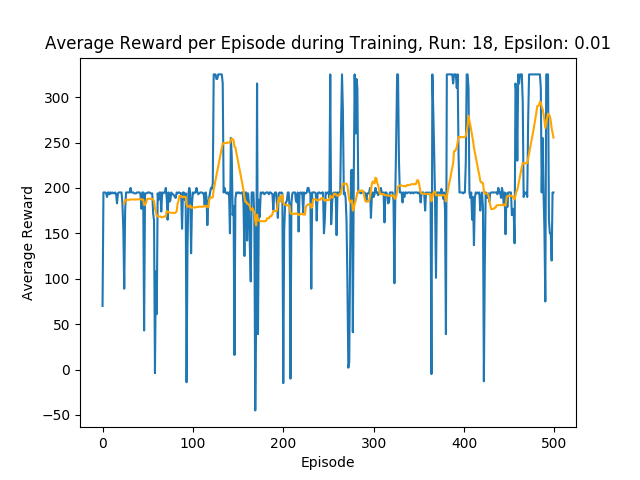 Average Reward per Episode during Training, Run: 18, Epsilon: 0.01
Average Reward
300
250
200
150
100
50
0
−50
0 100 200 300 400 500
Episode